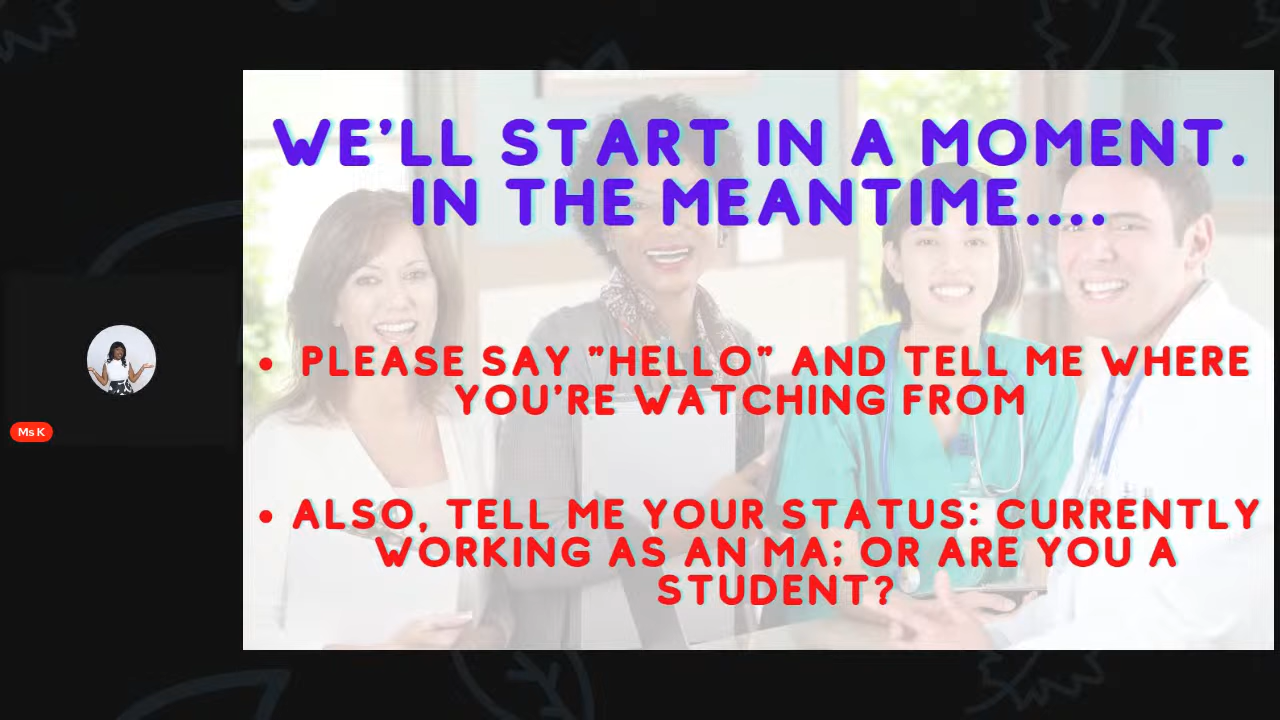 WE'LL START IN A MOMENT.
IN THE MEANTIME....
• PLEASE SAY "HELLO" AND TELL ME WHERE
YOU'RE WATCHING FROM
• ALSO, TELL ME YOUR STATUS: CURRENTLY
WORKING AS AN MA; OR ARE YOU A
STUDENT?
Ms K